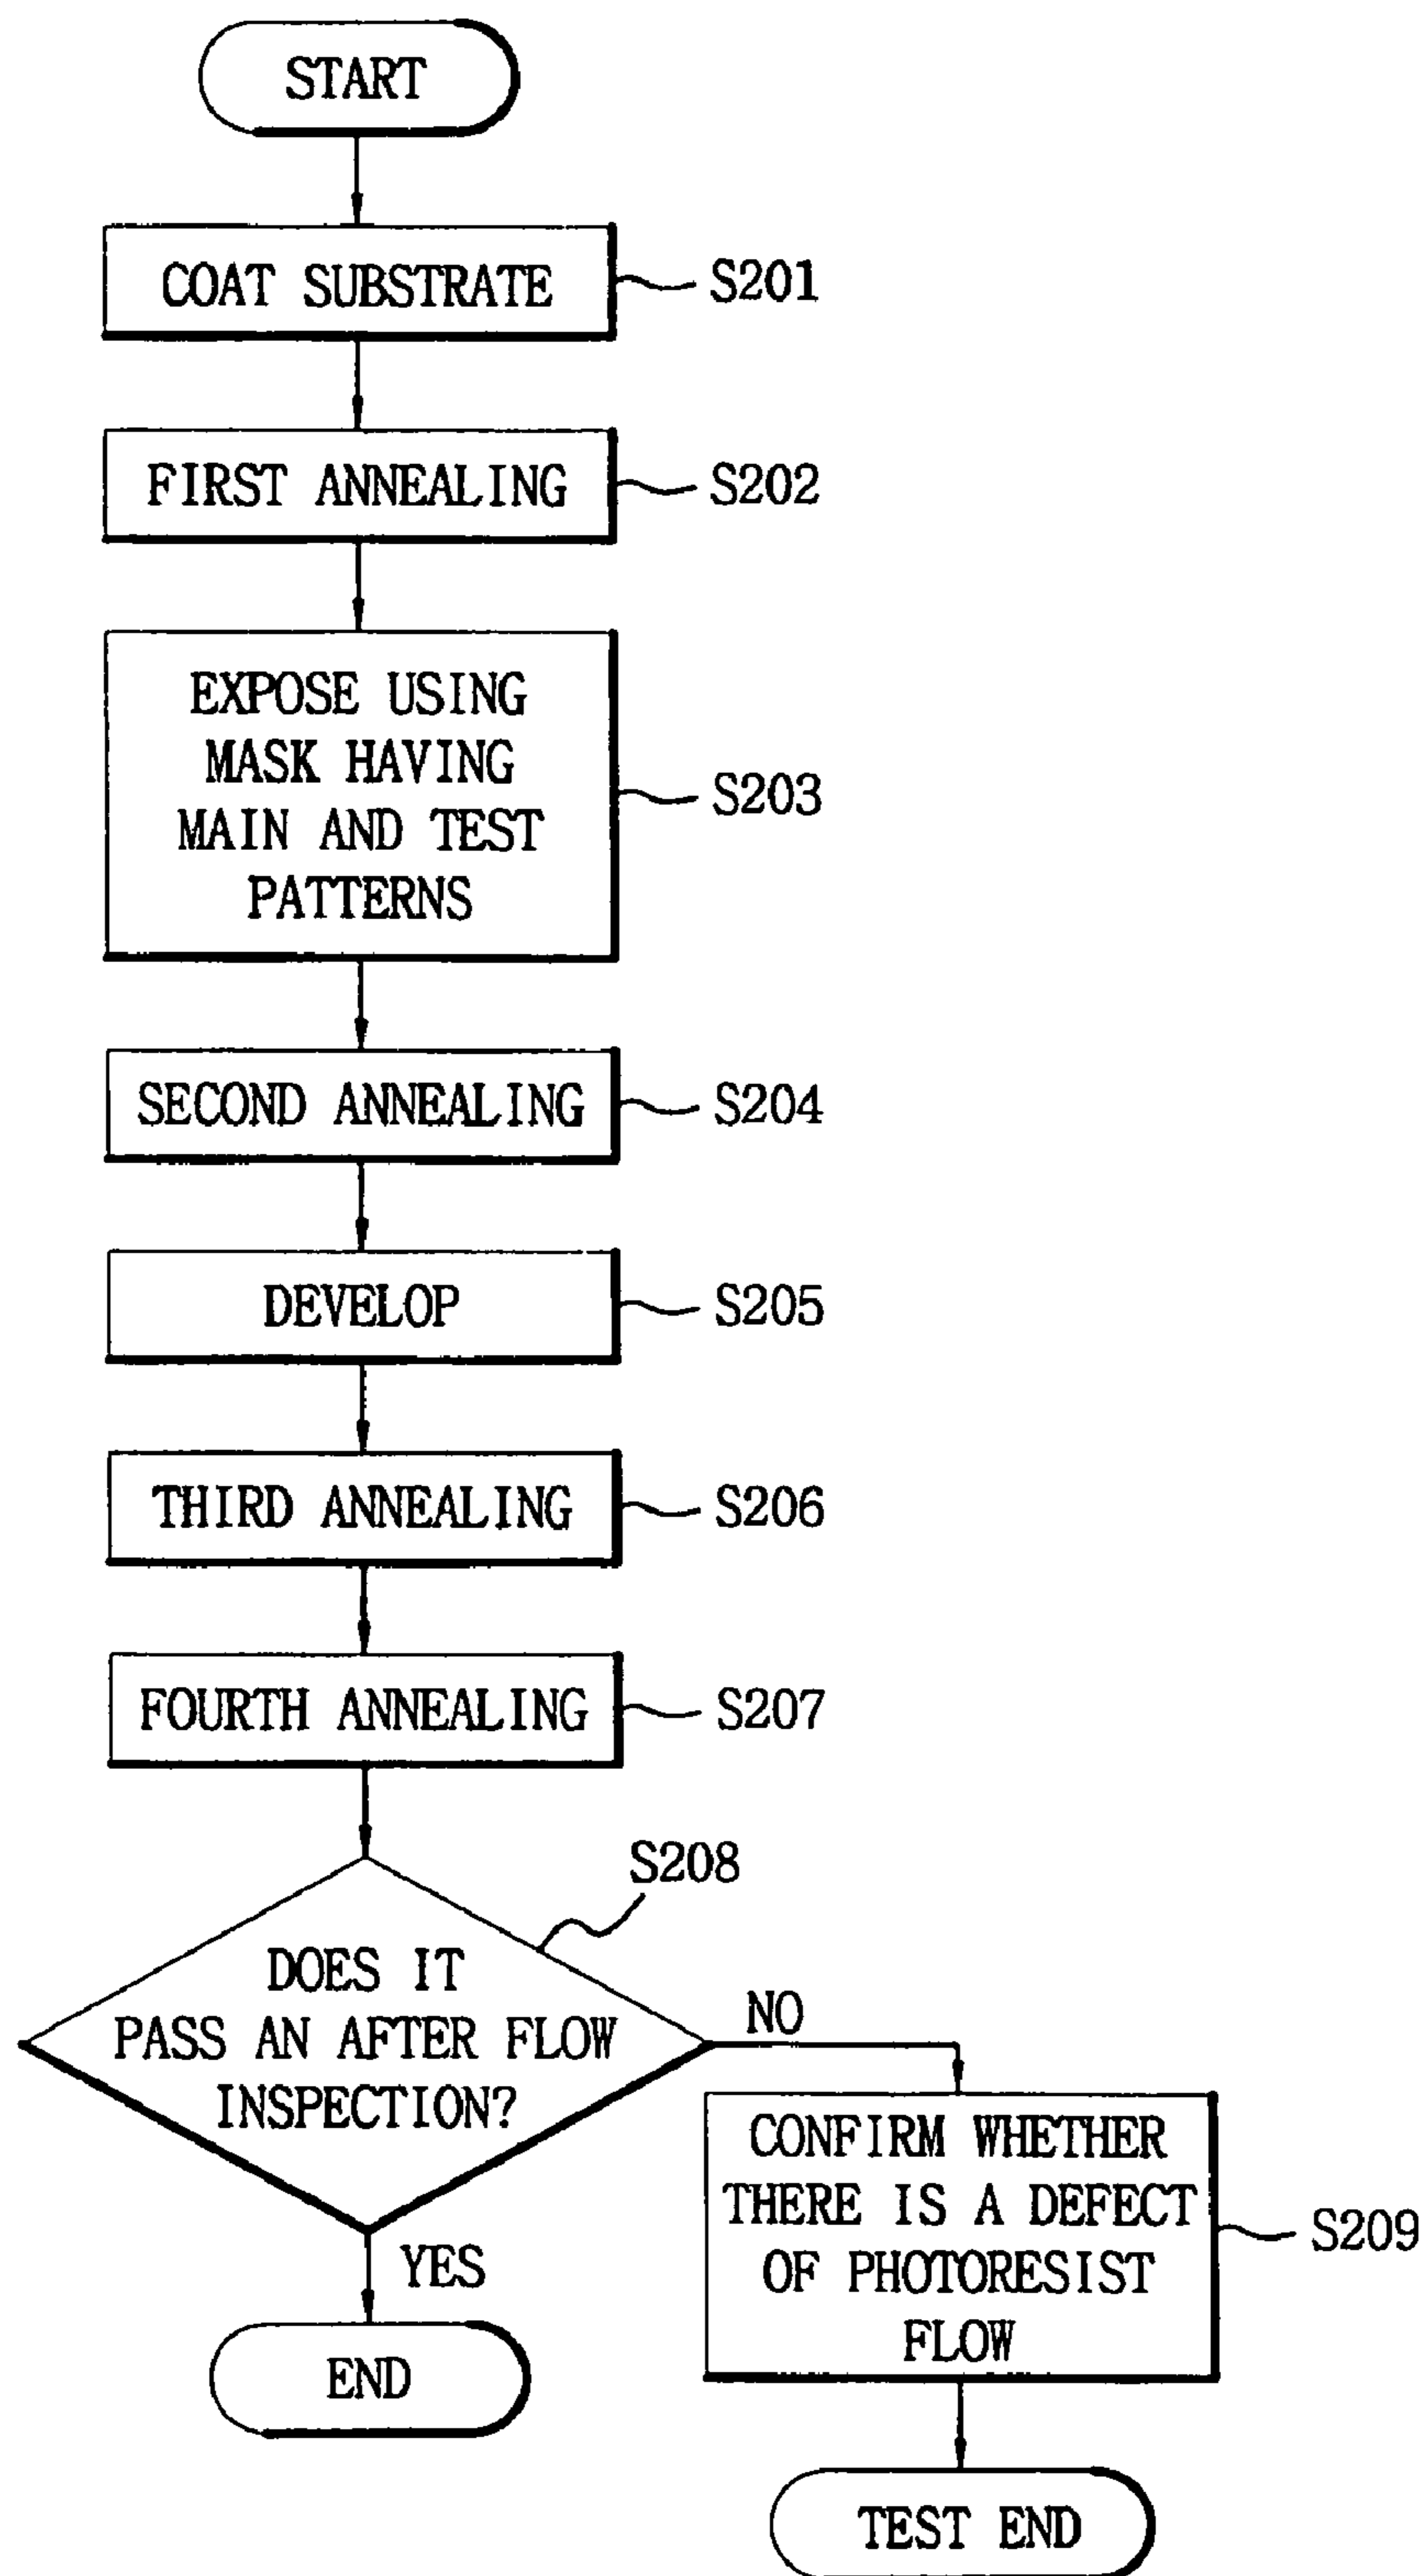 START
COAT SUBSTRATE
S201
FIRST ANNEALING
S202
EXPOSE USING
MASK HAVING
MAIN AND TEST
PATTERNS
S203
SECOND ANNEALING
S204
DEVELOP
S205
THIRD ANNEALING
S206
FOURTH ANNEALING
S207
S208
DOES IT
PASS AN AFTER FLOW
INSPECTION?
NO
YES
END
CONFIRM WHETHER
THERE IS A DEFECT
OF PHOTORESIST
FLOW
S209
TEST END